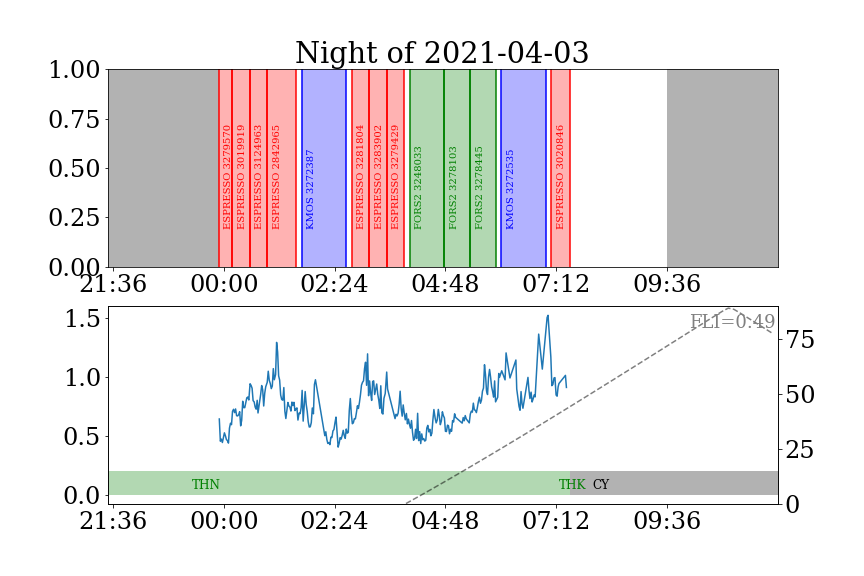 Night of 2021-04-03
1.00
0.75
0.50
0.25
0.00
ESPRESSO 3279570
ESPRESSO 3019919
ESPRESSO 3124963
ESPRESSO 2842965
KMOS 3272387
ESPRESSO 3281804
ESPRESSO 3283902
ESPRESSO 3279429
FORS2 3248033
FORS2 3278103
FORS2 3278445
KMOS 3272535
ESPRESSO 3020846
21:36 00:00 02:24 04:48 07:12 09:36
1.5
1.0
0.5
0.0
FLI=0.49
75
50
25
0
THN THK CY
21:36 00:00 02:24 04:48 07:12 09:36